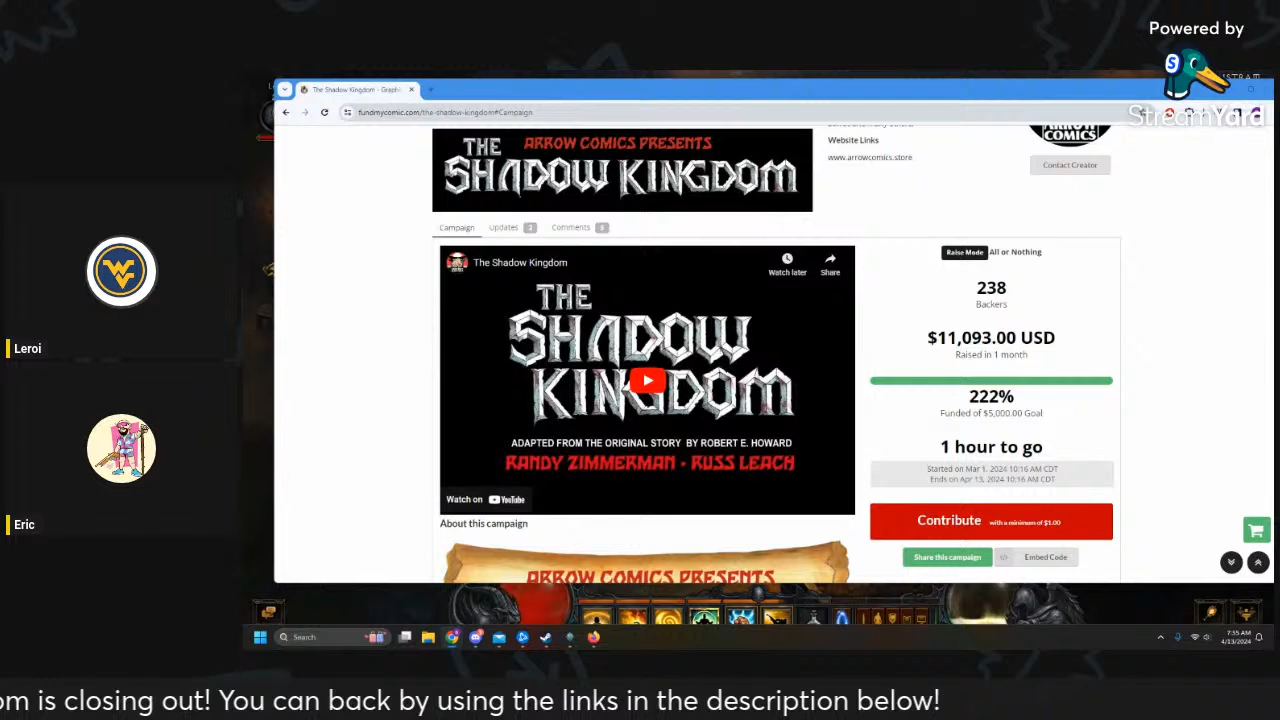 Powered by
StreamYard
The Shadow Kingdom - Graphi
fundmycomic.com/the-shadow-kingdom#Campaign
ARROW COMICS PRESENTS
THE
SHADOW KINGDOM
ARROW
COMICS
Website Links
www.arrowcomics.store
Contact Creator
Campaign
Updates 2
Comments
The Shadow Kingdom
Watch later
Share
THE
SHADOW
KINGDOM
ADAPTED FROM THE ORIGINAL STORY BY ROBERT E. HOWARD
RANDY ZIMMERMAN - RUSS LEACH
Watch on YouTube
Raise Mode All or Nothing
238
Backers
$11,093.00 USD
Raised in 1 month
222%
Funded of $5,000.00 Goal
1 hour to go
Started on Mar 1, 2024 10:16 AM CDT
Ends on Apr 13, 2024 10:16 AM CDT
Contribute with a minimum of $1.00
Share this campaign
</> Embed Code
About this campaign
ARROW COMICS PRESENTS
Leroi
Eric
Search
7:35 AM
4/13/2024
om is closing out! You can back by using the links in the description below!